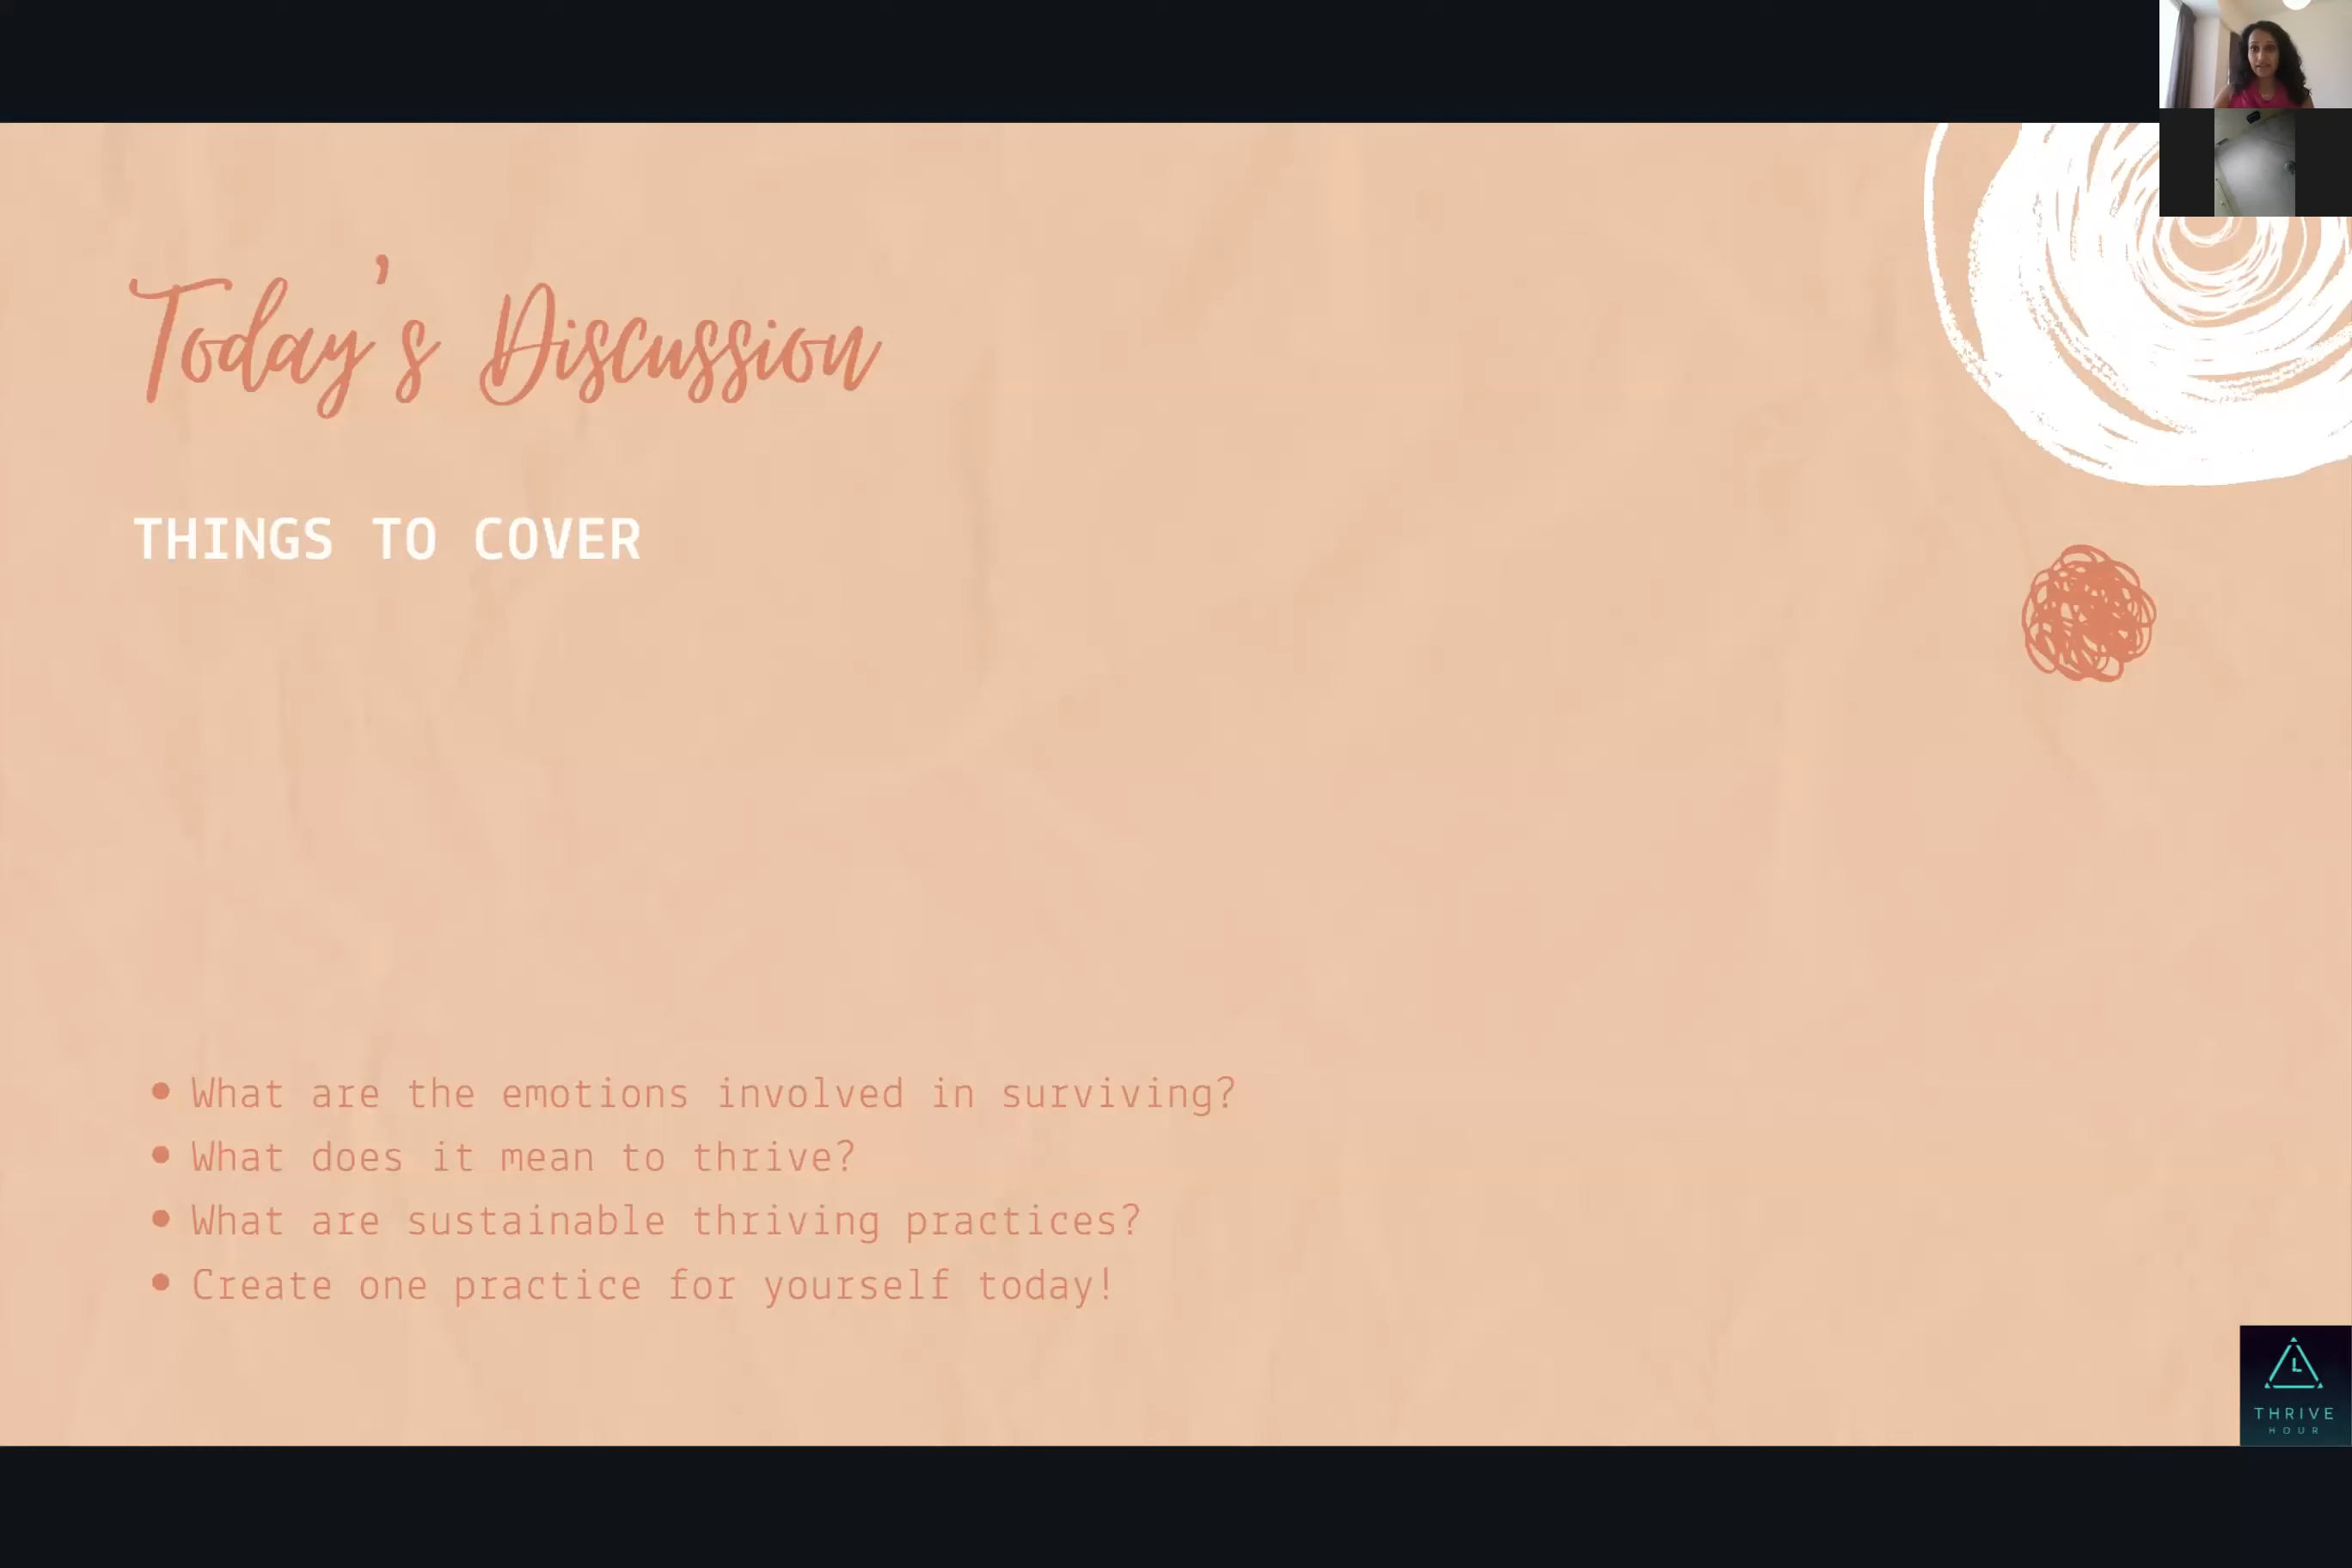 Today's Discussion
THINGS TO COVER
• What are the emotions involved in surviving?
• What does it mean to thrive?
• What are sustainable thriving practices?
• Create one practice for yourself today!
L
THRIVE
HOUR